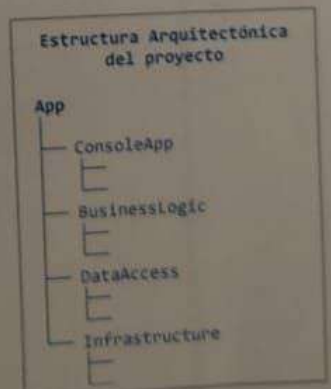 Estructura Arquitectónica
del proyecto
App
ConsoleApp
BusinessLogic
DataAccess
Infrastructure